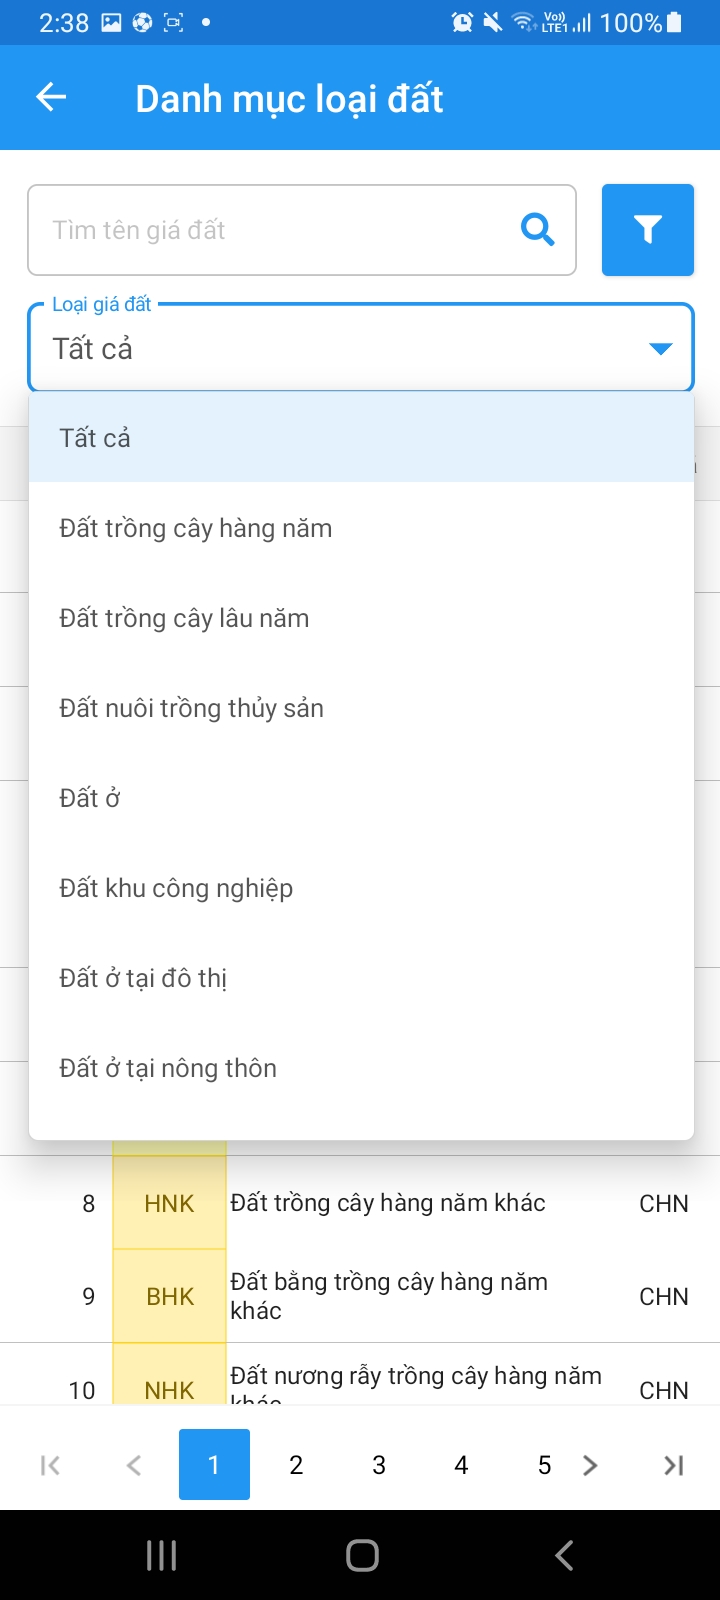 2:38
Vo))
LTE1
100%
Danh mục loại đất
Tìm tên giá đất
Loại giá đất
Tất cả
Tất cả
Đất trồng cây hàng năm
Đất trồng cây lâu năm
Đất nuôi trồng thủy sản
Đất ở
Đất khu công nghiệp
Đất ở tại đô thị
Đất ở tại nông thôn
8 HNK Đất trồng cây hàng năm khác CHN
9 BHK Đất bằng trồng cây hàng năm
khác CHN
10 NHK Đất nương rẫy trồng cây hàng năm CHN
khác
1 2 3 4 5